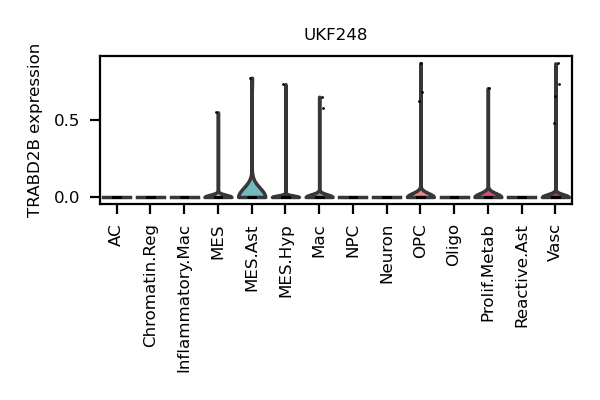 UKF248
TRABD2B expression
0.5
0.0
AC
Chromatin.Reg
Inflammatory.Mac
MES
MES.Ast
MES.Hyp
Mac
NPC
Neuron
OPC
Oligo
Prolif.Metab
Reactive.Ast
Vasc